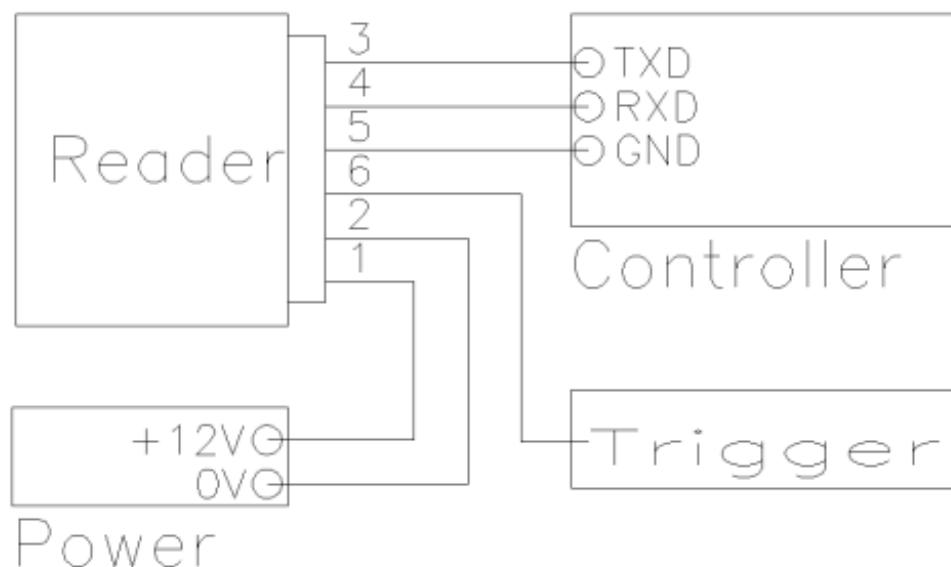 Reader
3
4
5
6
2
1
TXD
RXD
GND
Controller
Trigger
+12V
0V
Power